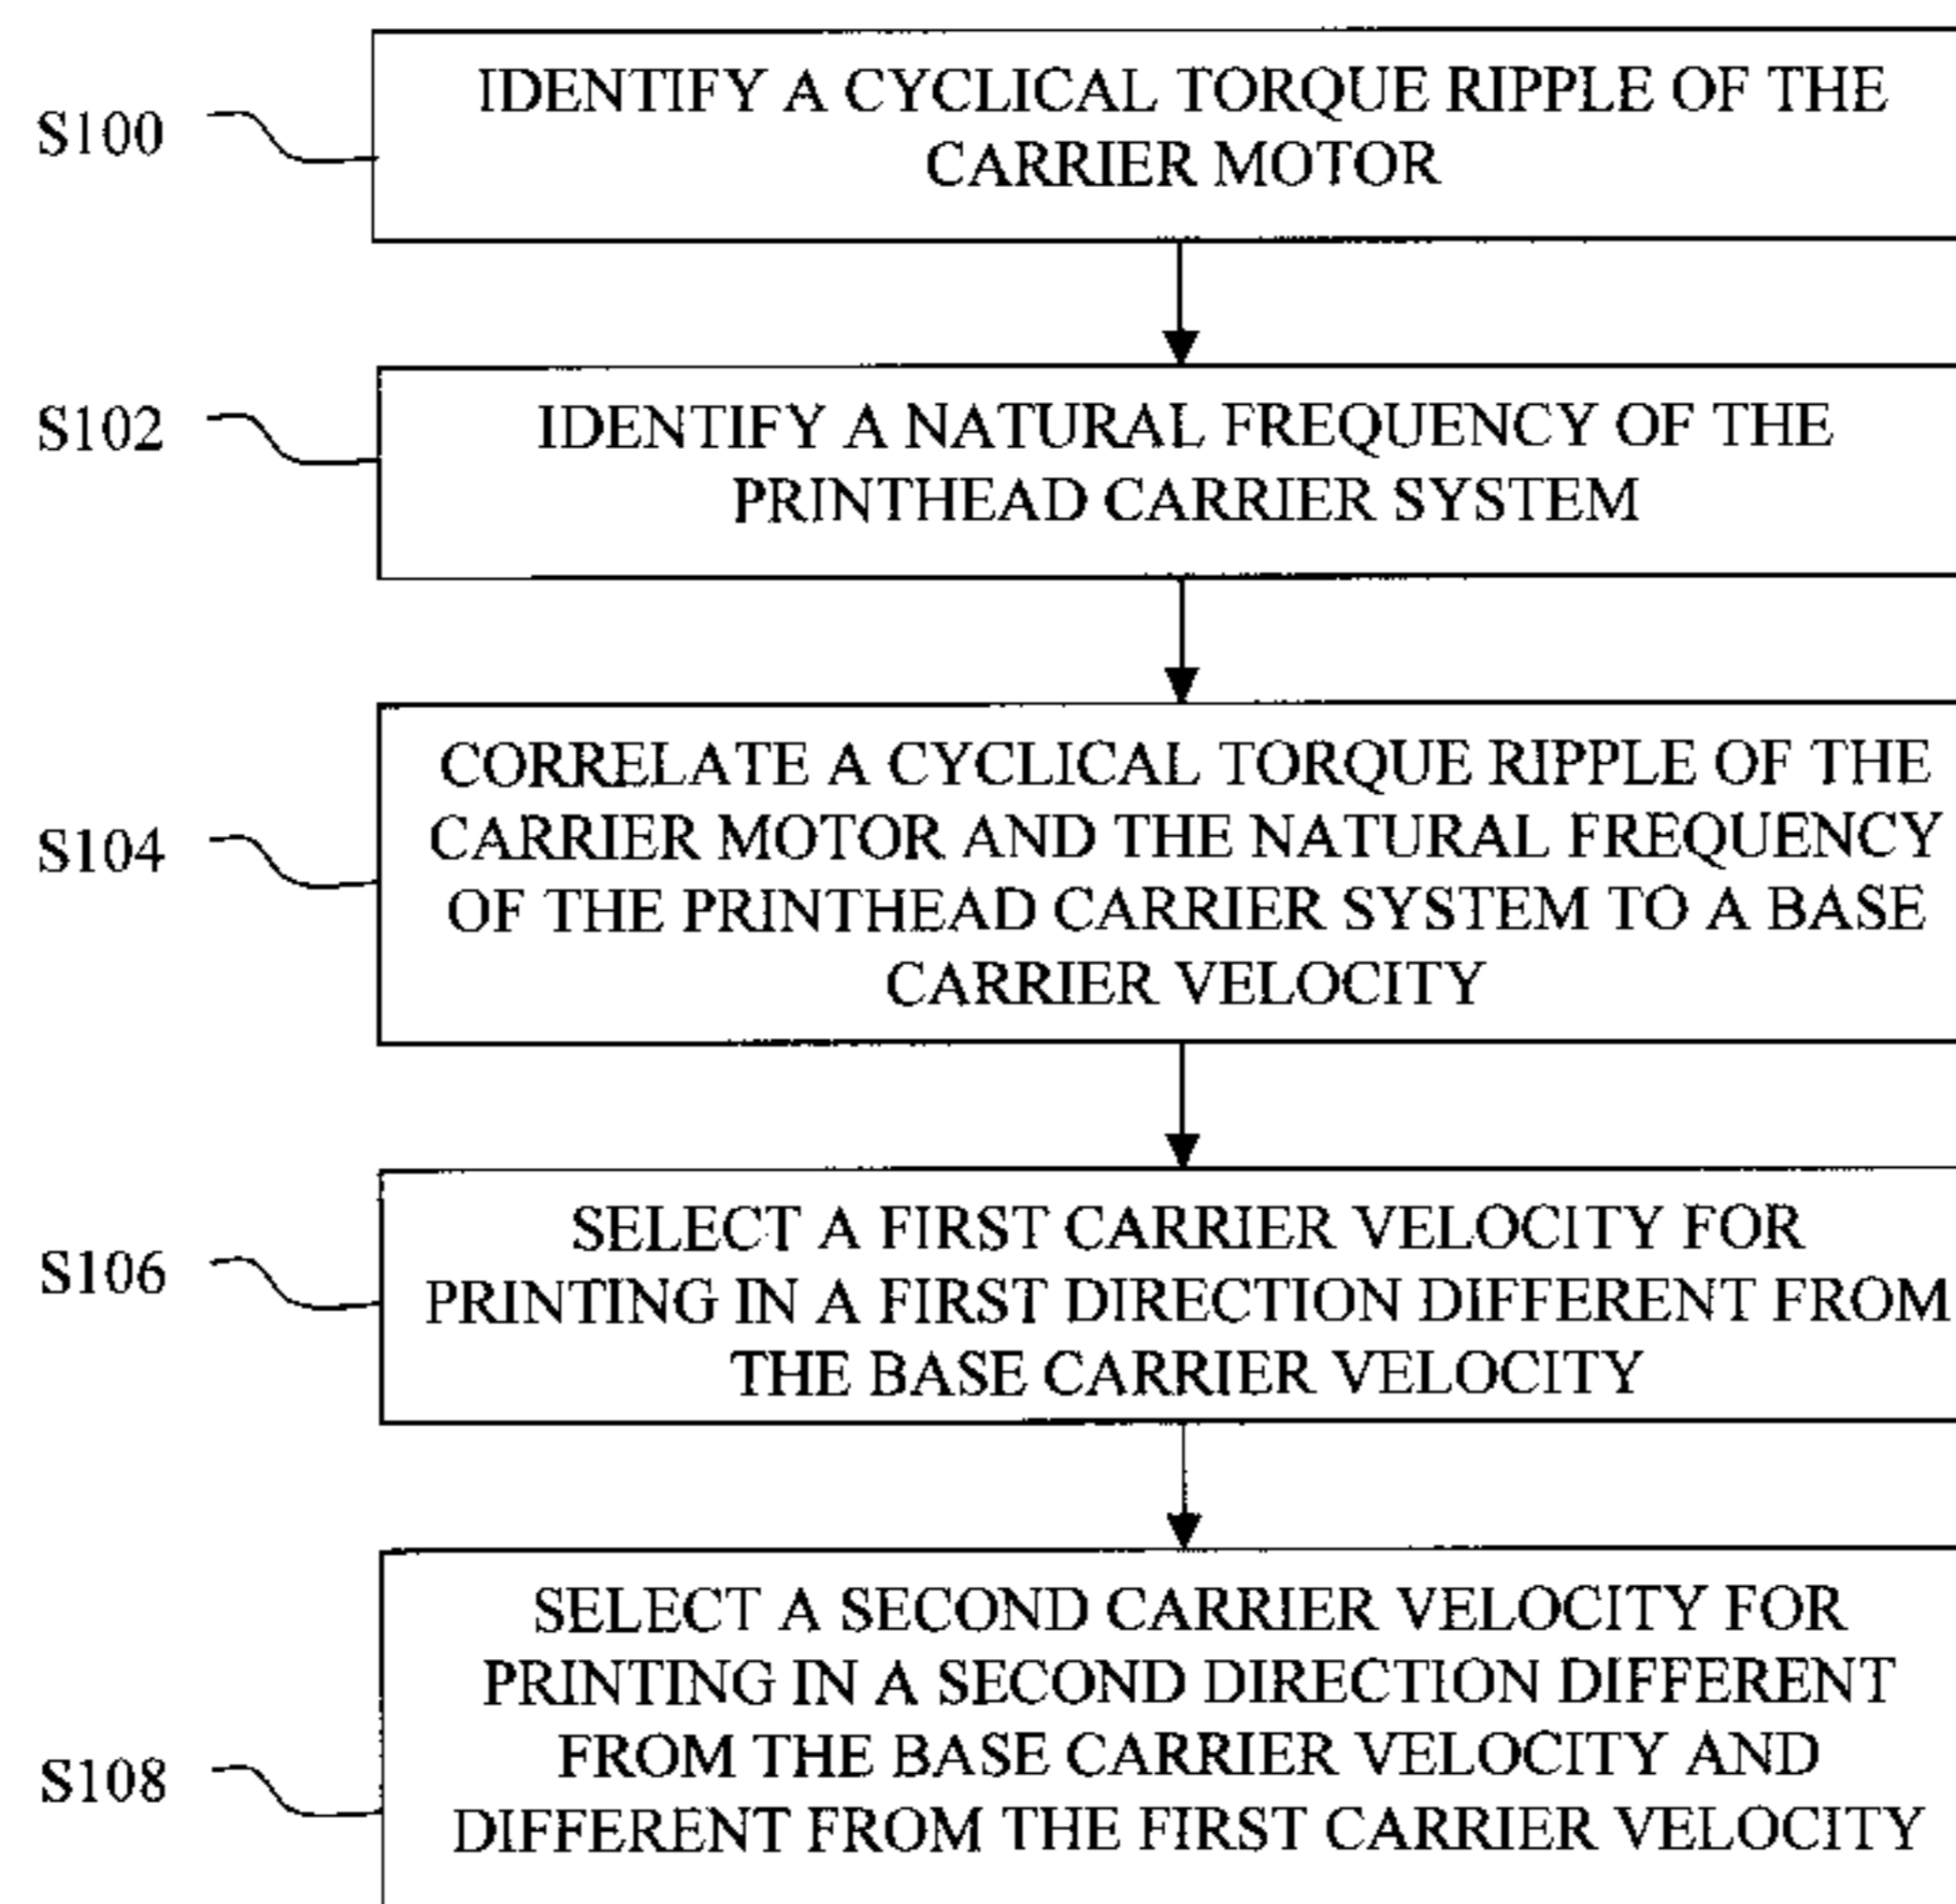 S100
IDENTIFY A CYCLICAL TORQUE RIPPLE OF THE
CARRIER MOTOR
S102
IDENTIFY A NATURAL FREQUENCY OF THE
PRINTHEAD CARRIER SYSTEM
S104
CORRELATE A CYCLICAL TORQUE RIPPLE OF THE
CARRIER MOTOR AND THE NATURAL FREQUENCY
OF THE PRINTHEAD CARRIER SYSTEM TO A BASE
CARRIER VELOCITY
S106
SELECT A FIRST CARRIER VELOCITY FOR
PRINTING IN A FIRST DIRECTION DIFFERENT FROM
THE BASE CARRIER VELOCITY
S108
SELECT A SECOND CARRIER VELOCITY FOR
PRINTING IN A SECOND DIRECTION DIFFERENT
FROM THE BASE CARRIER VELOCITY AND
DIFFERENT FROM THE FIRST CARRIER VELOCITY